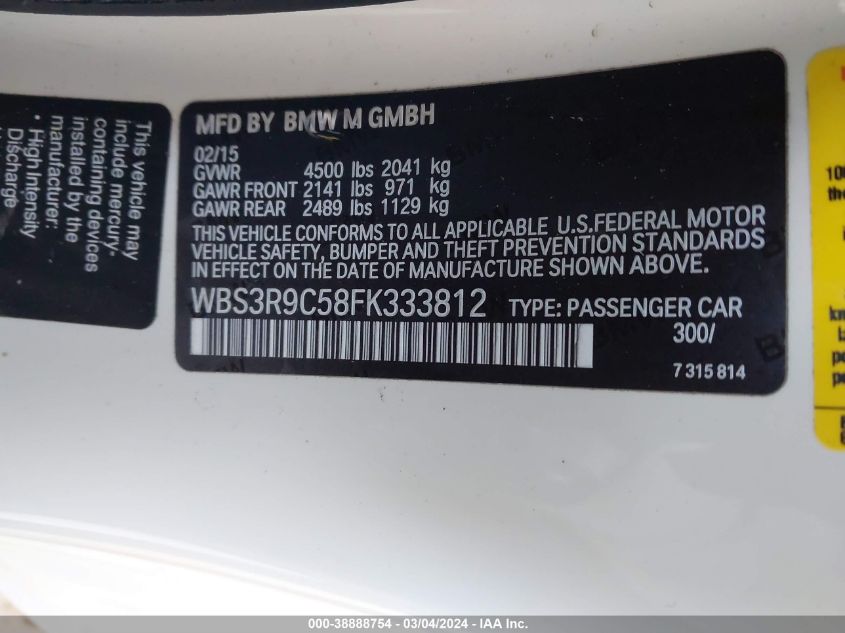 This vehicle may
include mercury-
containing devices
installed by the
manufacturer:
• High Intensity
Discharge
MFD BY BMW M GMBH
02/15
GVWR 4500 lbs 2041 kg
GAWR FRONT 2141 lbs 971 kg
GAWR REAR 2489 lbs 1129 kg
THIS VEHICLE CONFORMS TO ALL APPLICABLE U.S.FEDERAL MOTOR
VEHICLE SAFETY, BUMPER AND THEFT PREVENTION STANDARDS
IN EFFECT ON THE DATE OF MANUFACTURE SHOWN ABOVE.
WBS3R9C58FK333812 TYPE: PASSENGER CAR
300/
7 315 814
000-38888754 - 03/04/2024 - IAA Inc.